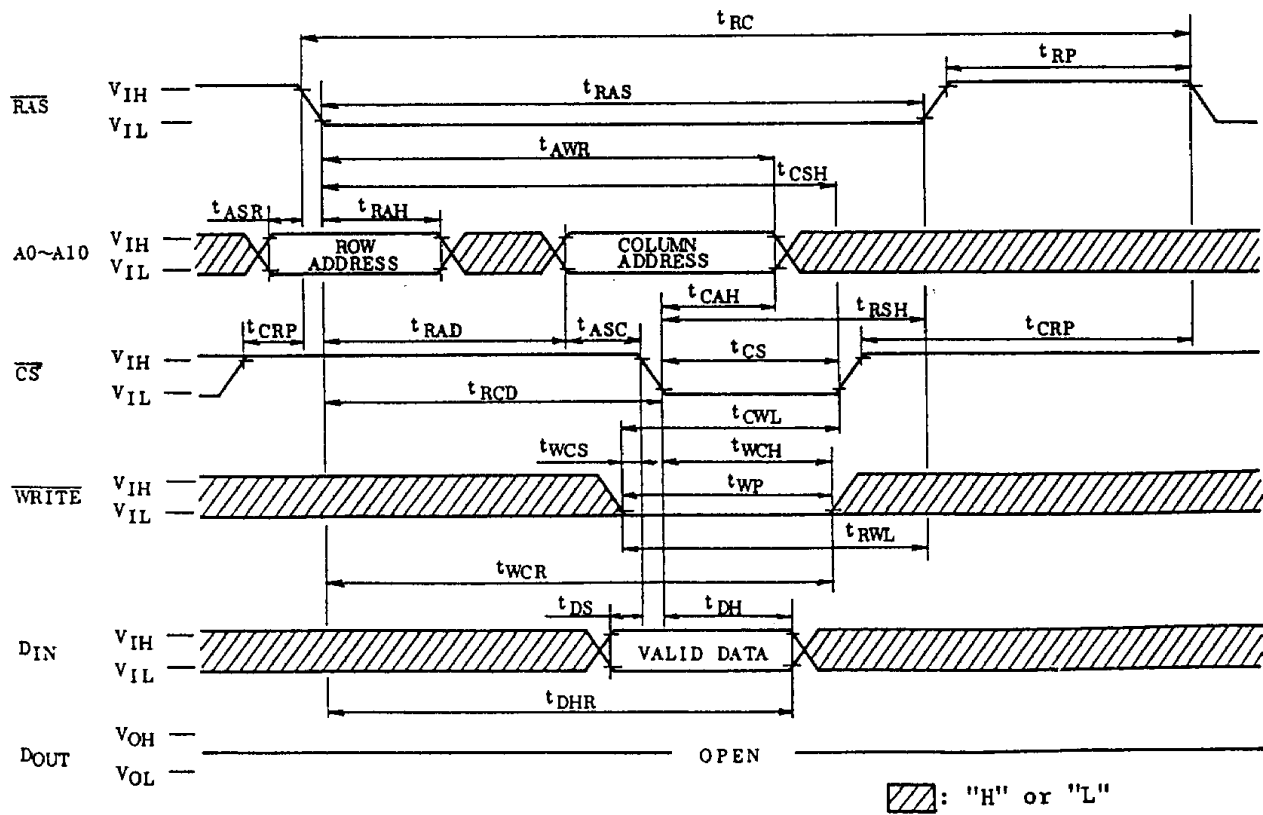 tRC
tRP
RAS
VIH
VIL
tRAS
tAWR
tCSH
tASR
tRAH
A0~A10
VIH
VIL
ROW
ADDRESS
COLUMN
ADDRESS
tCAH
tRSH
tCRP
tRAD
tASC
tCRP
CS
VIH
VIL
tCS
tRCD
tCWL
tWCS
tWCH
WRITE
VIH
VIL
tWP
tRWL
tWCR
tDS
tDH
DIN
VIH
VIL
VALID DATA
tDHR
DOUT
VOH
VOL
OPEN
: "H" or "L"